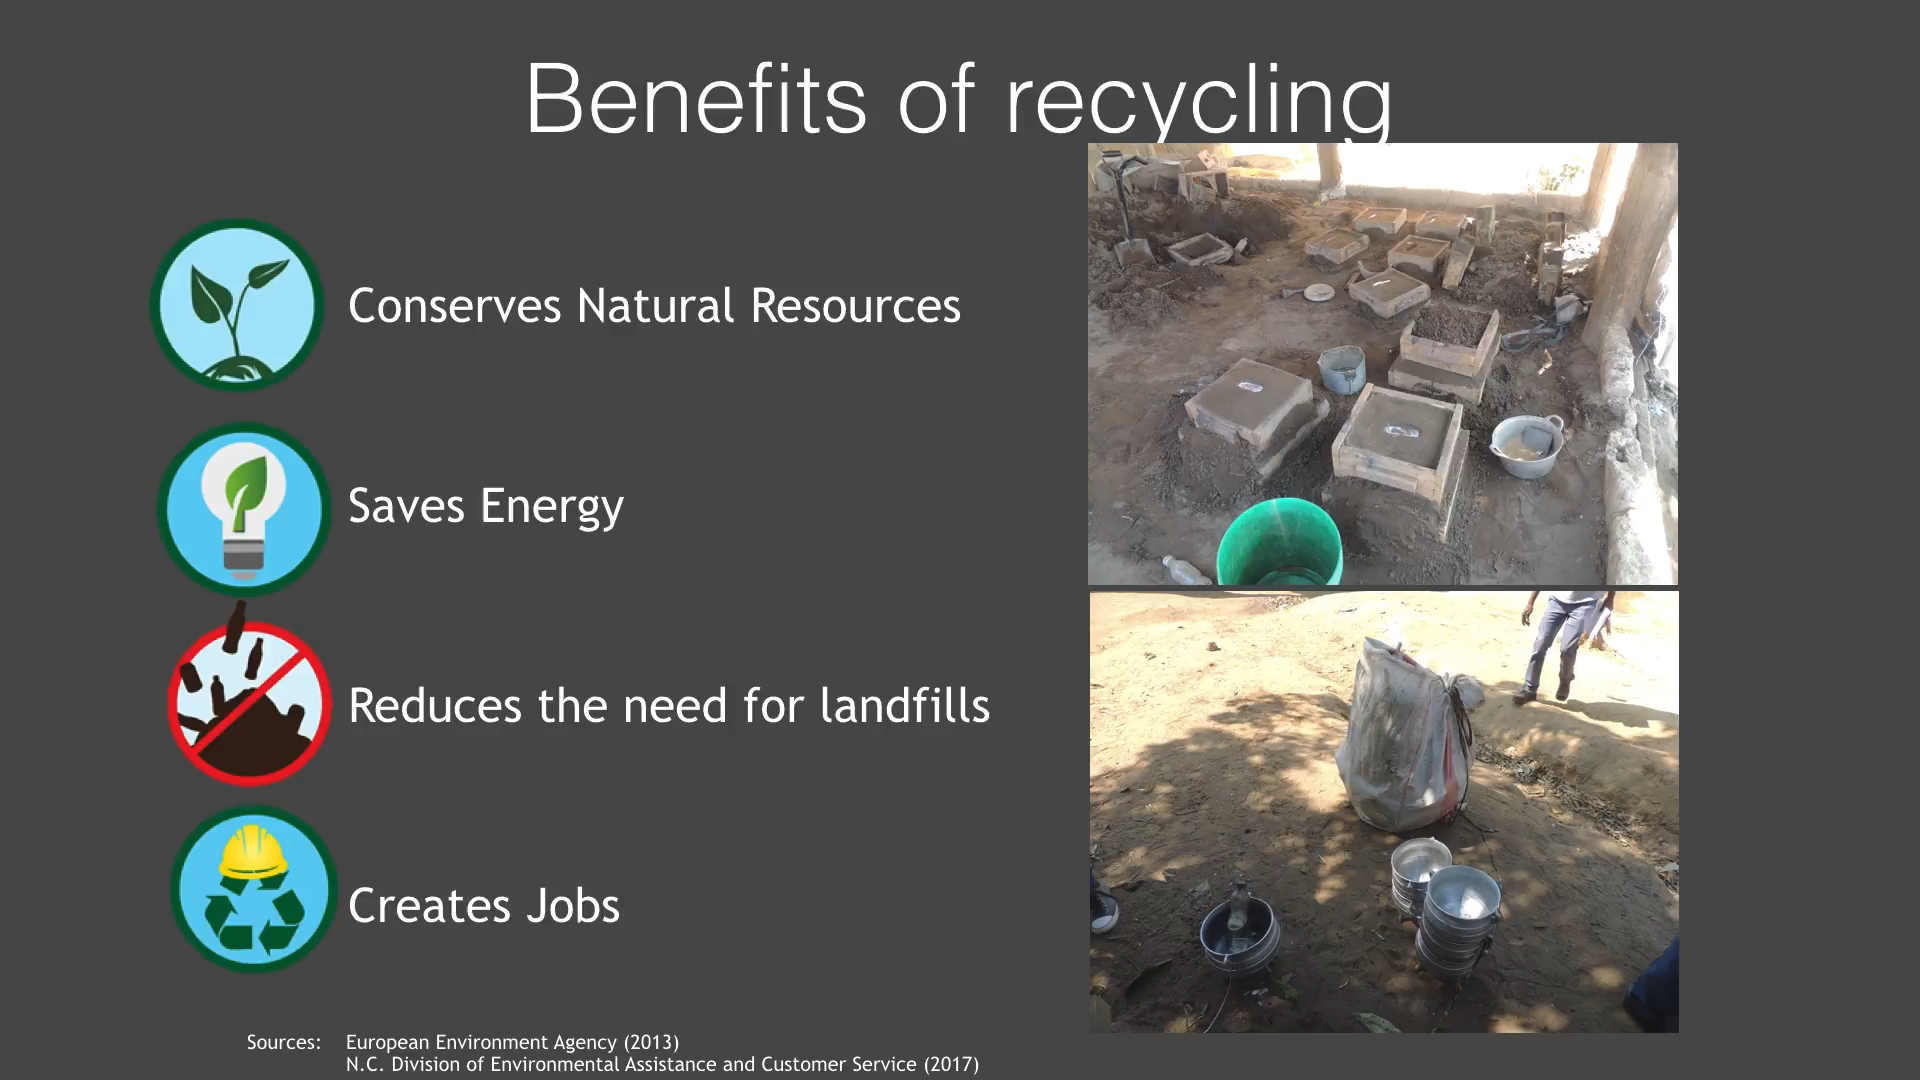 Benefits of recycling
Conserves Natural Resources
Saves Energy
Reduces the need for landfills
Creates Jobs
Sources: European Environment Agency (2013)
N.C. Division of Environmental Assistance and Customer Service (2017)